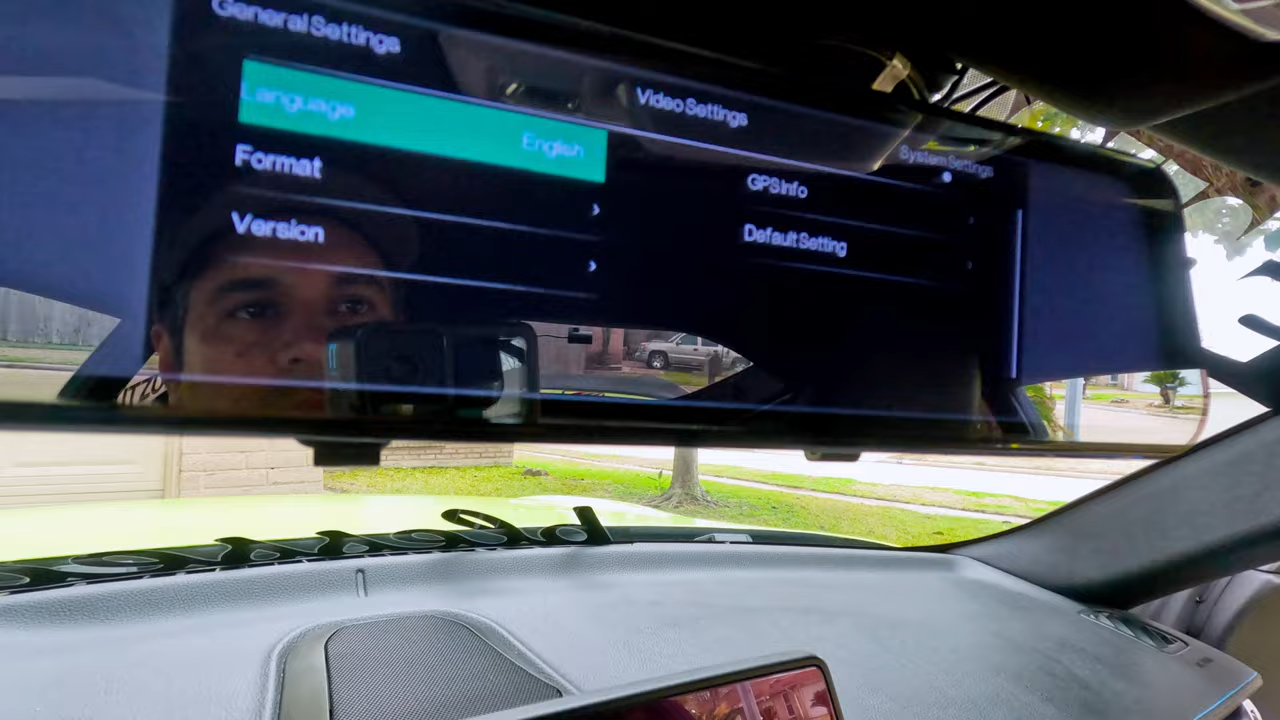 General Settings
Language
English
Format
Version
Video Settings
System Settings
GPS Info
Default Setting